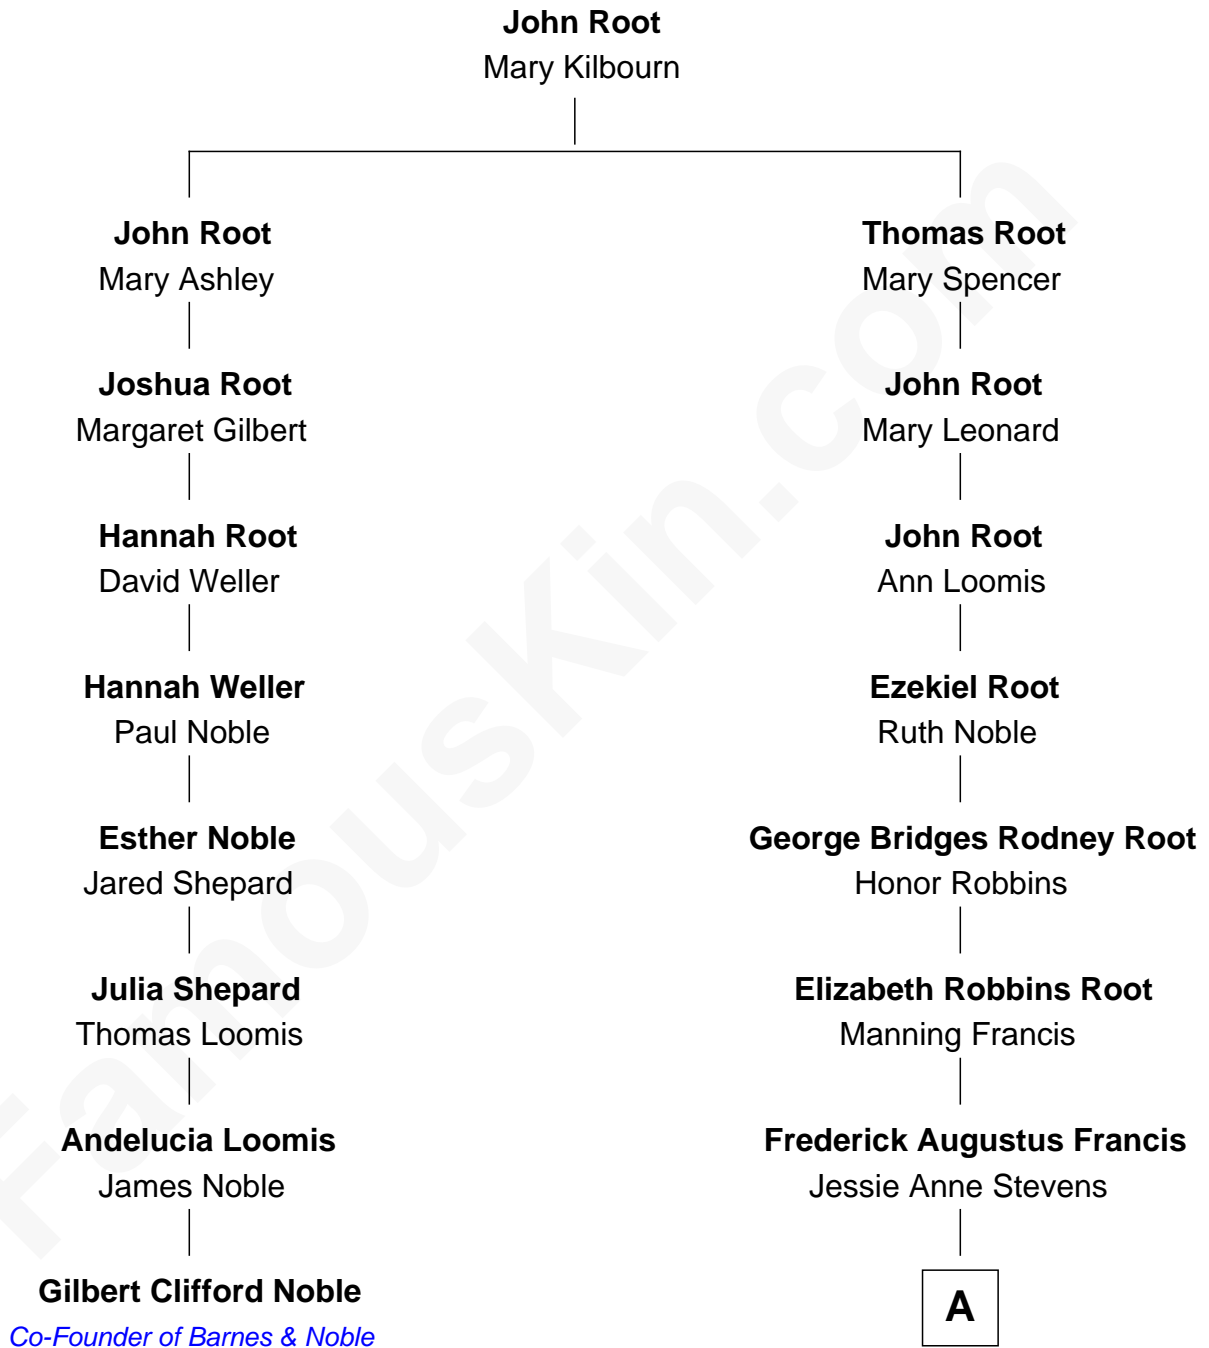 John Root
Mary Kilbourn
John Root
Mary Ashley
Thomas Root
Mary Spencer
Joshua Root
Margaret Gilbert
John Root
Mary Leonard
Hannah Root
David Weller
John Root
Ann Loomis
Hannah Weller
Paul Noble
Ezekiel Root
Ruth Noble
Esther Noble
Jared Shepard
George Bridges Rodney Root
Honor Robbins
Julia Shepard
Thomas Loomis
Elizabeth Robbins Root
Manning Francis
Andelucia Loomis
James Noble
Frederick Augustus Francis
Jessie Anne Stevens
Gilbert Clifford Noble
Co-Founder of Barnes & Noble
A
FamousKin.com